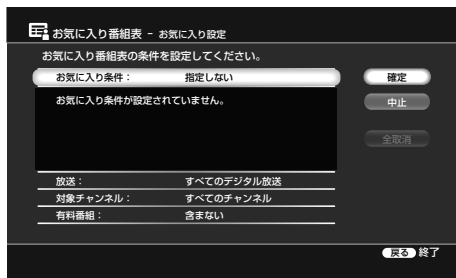 お気に入り番組表 - お気に入り設定
お気に入り番組表の条件を設定してください。
お気に入り条件： 指定しない
確定
お気に入り条件が設定されていません。
中止
全取消
放送： すべてのデジタル放送
対象チャンネル： すべてのチャンネル
有料番組： 含まない
戻る 終了